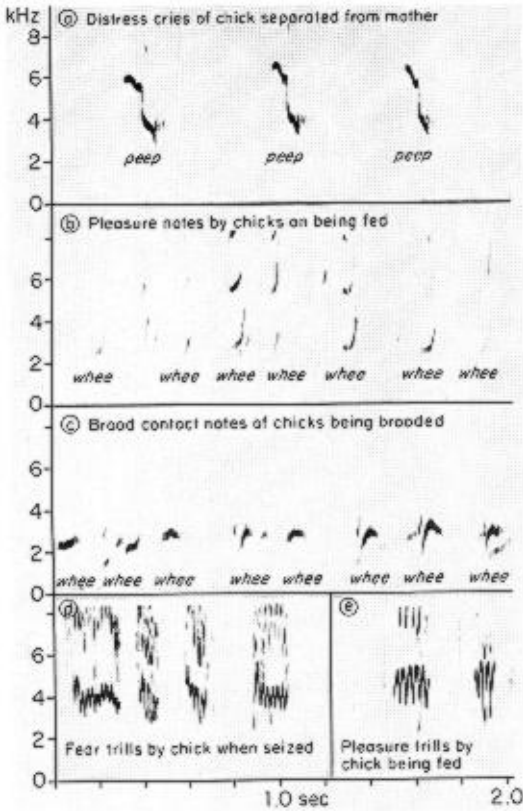 kHz
ⓐ Distress cries of chick separated from mother
8
6
4
2
0
peep peep peep
ⓑ Pleasure notes by chicks on being fed
6
4
2
0
whee whee whee whee whee whee whee
ⓒ Brood contact notes of chicks being brooded
6
4
2
0
whee whee whee whee whee whee whee whee
ⓓ ⓔ
6
4
2
0
Fear trills by chick when seized
Pleasure trills by
chick being fed
1.0 sec 2.0